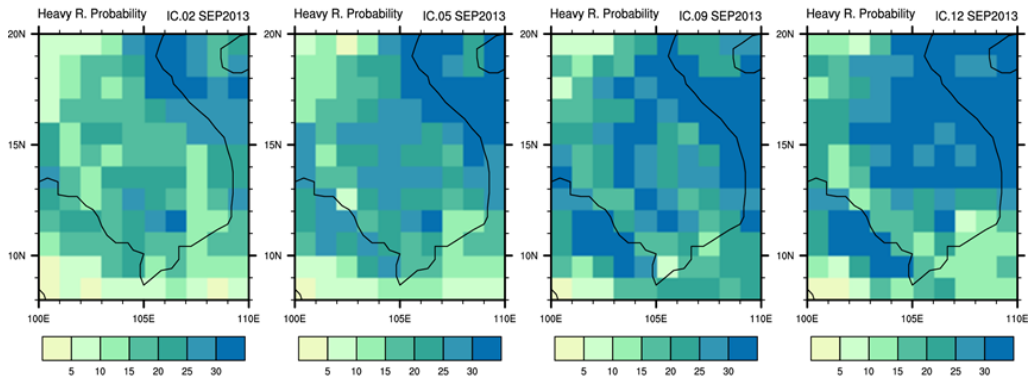 Heavy R. Probability IC.02 SEP2013
20N
15N
10N
100E 105E 110E
5 10 15 20 25 30
Heavy R. Probability IC.05 SEP2013
20N
15N
10N
100E 105E 110E
5 10 15 20 25 30
Heavy R. Probability IC.09 SEP2013
20N
15N
10N
100E 105E 110E
5 10 15 20 25 30
Heavy R. Probability IC.12 SEP2013
20N
15N
10N
100E 105E 110E
5 10 15 20 25 30